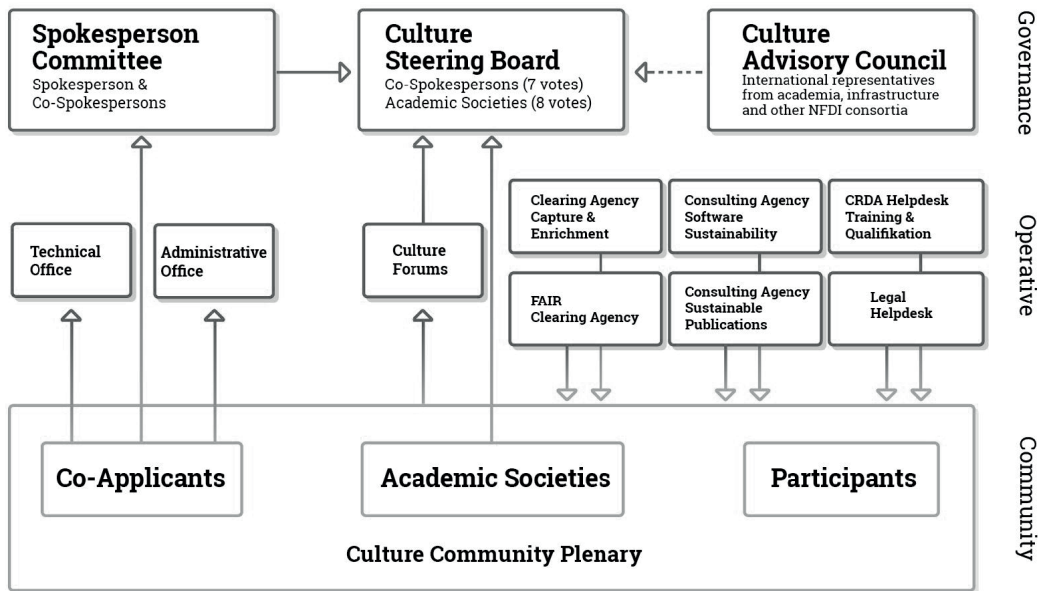 Spokesperson
Committee
Spokesperson &
Co-Spokespersons
Culture
Steering Board
Co-Spokespersons (7 votes)
Academic Societies (8 votes)
Culture
Advisory Council
International representatives
from academia, infrastructure
and other NFDI consortia
Governance
Technical
Office
Administrative
Office
Culture
Forums
Clearing Agency
Capture &
Enrichment
Consulting Agency
Software
Sustainability
CRDA Helpdesk
Training &
Qualifikation
FAIR
Clearing Agency
Consulting Agency
Sustainable
Publications
Legal
Helpdesk
Operative
Co-Applicants
Academic Societies
Participants
Culture Community Plenary
Community